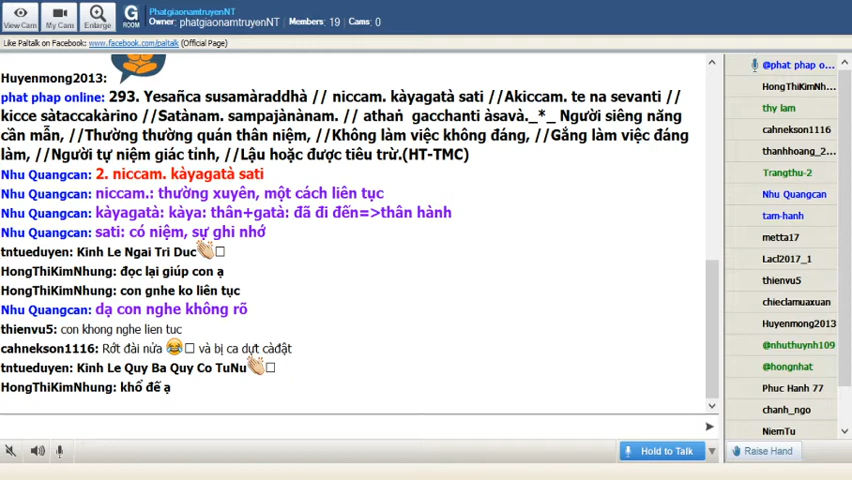 Phatgiaonamtruyen NT
Owner: phatgiaonamtruyenNT Members: 19 Cams: 0
View Cam
My Cam
Enlarge
G
ROOM
Like Paltalk on Facebook: www.facebook.com/paltalk (Official Page)
Huyenmong2013:
phat phap online: 293. Yesañca susamàraddhà // niccam. kàyagatà sati //Akiccam. te na sevanti //
kicce sàtaccakàrino //Satànam. sampajànànam. // athaṅ gacchanti àsavà._*_ Người siêng năng
cần mẫn, //Thường thường quán thân niệm, //Không làm việc không đáng, //Gắng làm việc đáng
làm, //Người tự niệm giác tỉnh, //Lậu hoặc được tiêu trừ.(HT-TMC)
Nhu Quangcan: 2. niccam. kàyagatà sati
Nhu Quangcan: niccam.: thường xuyên, một cách liên tục
Nhu Quangcan: kàyagatà: kàya: thân+gatà: đã đi đến=>thân hành
Nhu Quangcan: sati: có niệm, sự ghi nhớ
tntueduyen: Kinh Le Ngai Tri Duc
HongThiKimNhung: đọc lại giúp con ạ
HongThiKimNhung: con gnhe ko liên tục
Nhu Quangcan: dạ con nghe không rõ
thienvu5: con khong nghe lien tuc
cahnekson1116: Rớt đài nửa 😂 và bị ca dựt càđật
tntueduyen: Kinh Le Quy Ba Quy Co TuNu
HongThiKimNhung: khổ đế ạ
Hold to Talk
@phat phap o...
HongThiKimNh...
thy lam
cahnekson1116
thanhhoang_2...
Trangthu-2
Nhu Quangcan
tam-hanh
metta17
Lacl2017_1
thienvu5
chieclamuaxuan
Huyenmong2013
@nhuthuynh109
@hongnhat
Phuc Hanh 77
chanh_ngo
NiemTu
Raise Hand